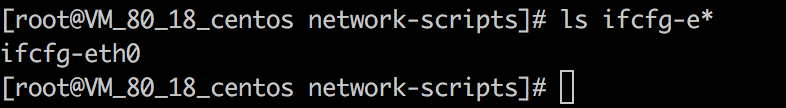 [root@VM_80_18_centos network-scripts]# ls ifcfg-e*
ifcfg-eth0
[root@VM_80_18_centos network-scripts]#